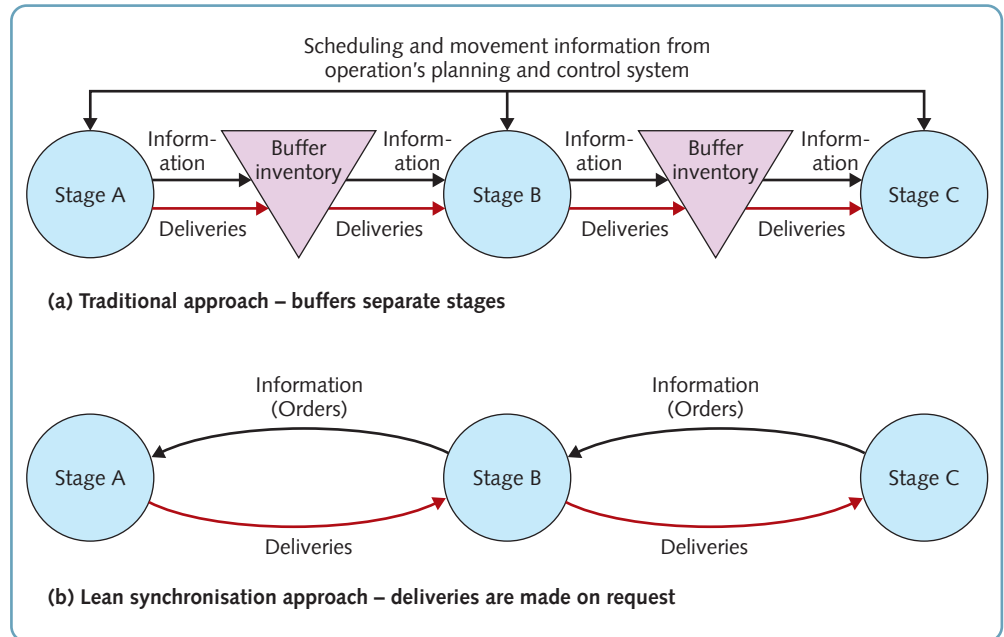 Scheduling and movement information from
operation's planning and control system
Inform-
ation
Inform-
ation
Inform-
ation
Inform-
ation
Stage A
Buffer
inventory
Stage B
Buffer
inventory
Stage C
Deliveries
Deliveries
Deliveries
Deliveries
(a) Traditional approach – buffers separate stages
Information
(Orders)
Information
(Orders)
Stage A
Stage B
Stage C
Deliveries
Deliveries
(b) Lean synchronisation approach – deliveries are made on request